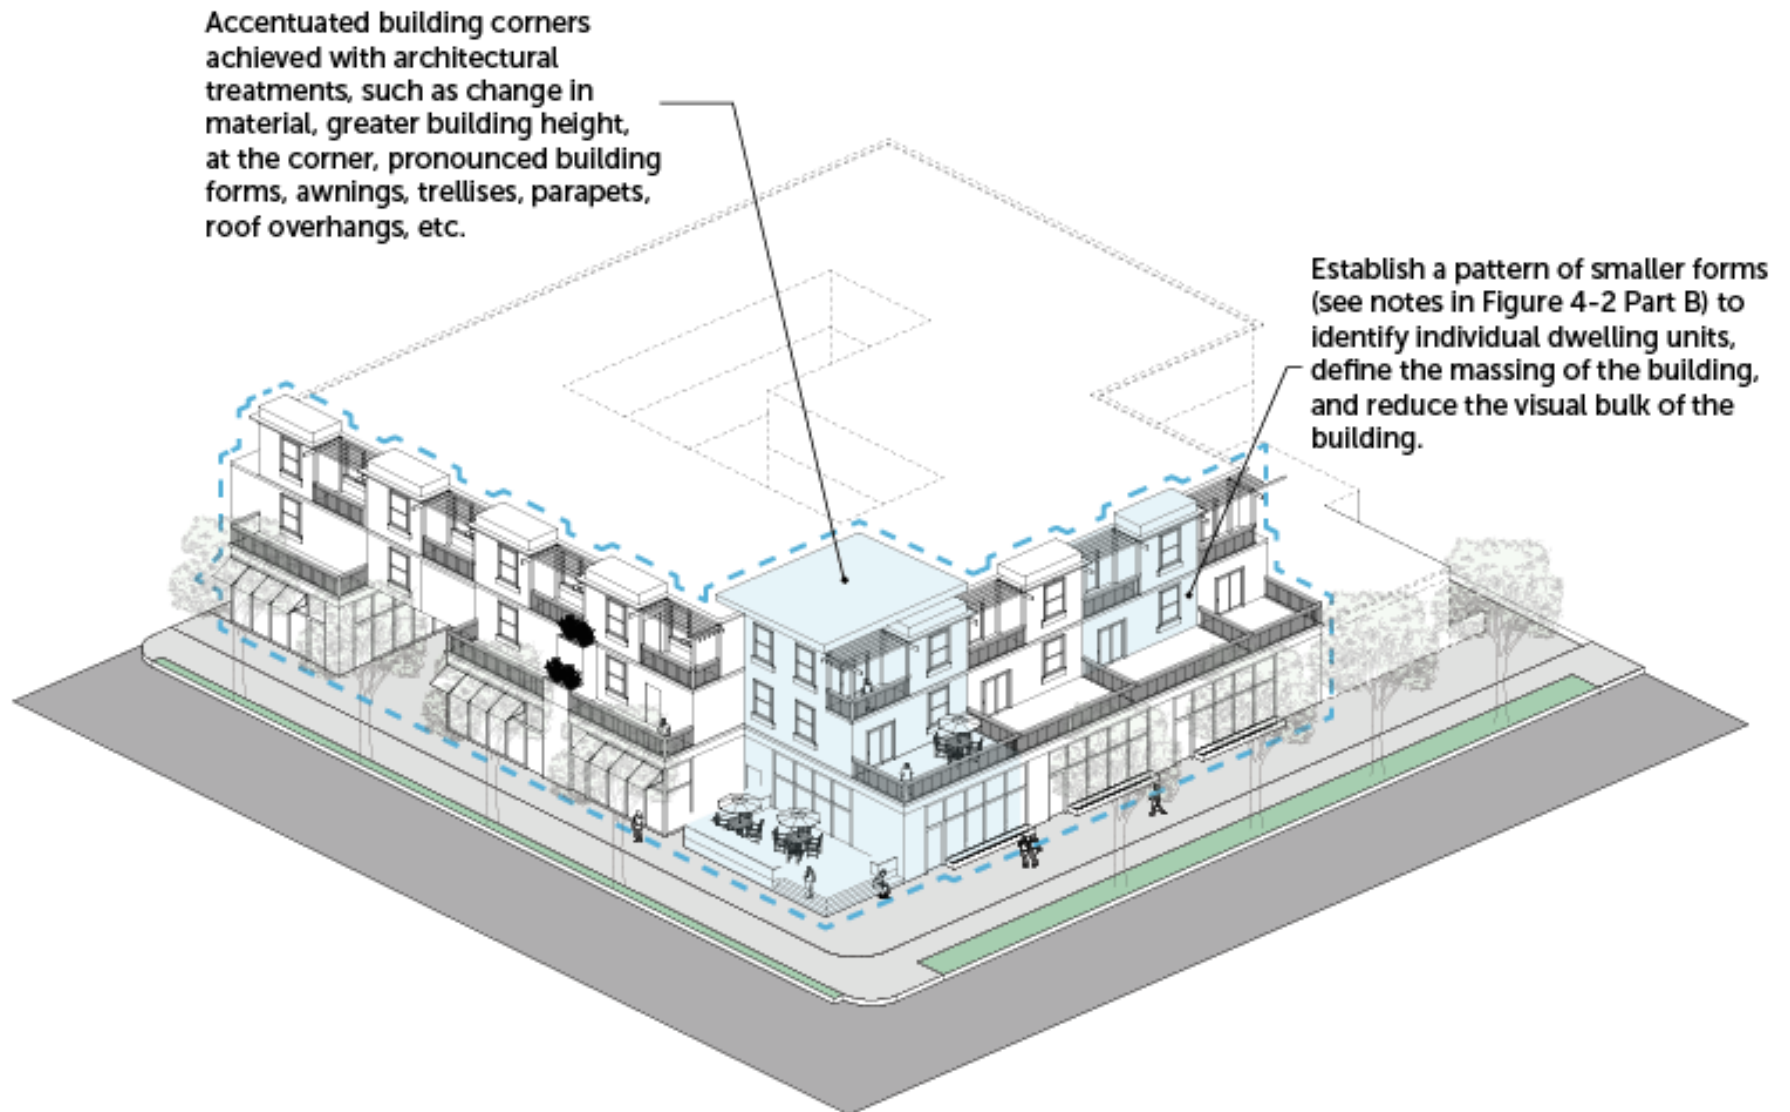 Accentuated building corners
achieved with architectural
treatments, such as change in
material, greater building height,
at the corner, pronounced building
forms, awnings, trellises, parapets,
roof overhangs, etc.
Establish a pattern of smaller forms
(see notes in Figure 4-2 Part B) to
identify individual dwelling units,
define the massing of the building,
and reduce the visual bulk of the
building.